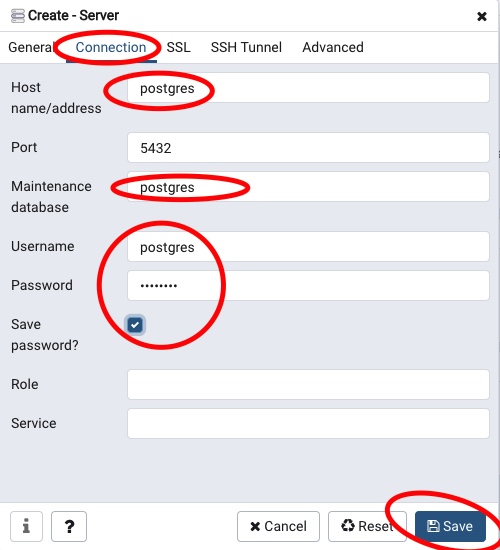 Create - Server
General Connection SSL SSH Tunnel Advanced
Host name/address postgres
Port 5432
Maintenance database postgres
Username postgres
Password ••••••••
Save password?
Role
Service
i ? Cancel Reset Save